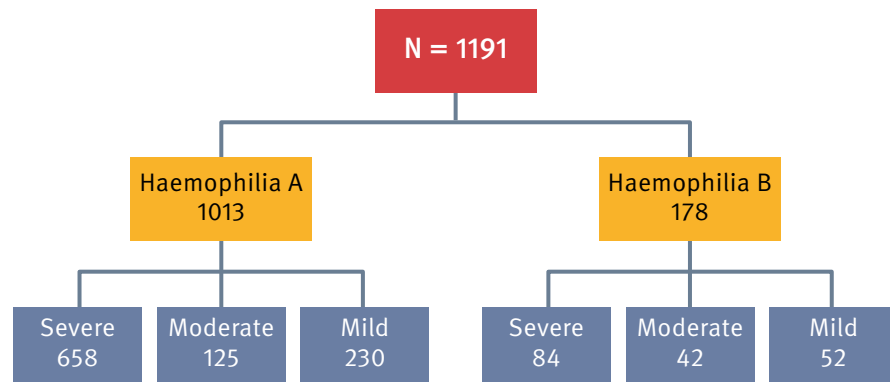 N = 1191
Haemophilia A
1013
Haemophilia B
178
Severe
658
Moderate
125
Mild
230
Severe
84
Moderate
42
Mild
52